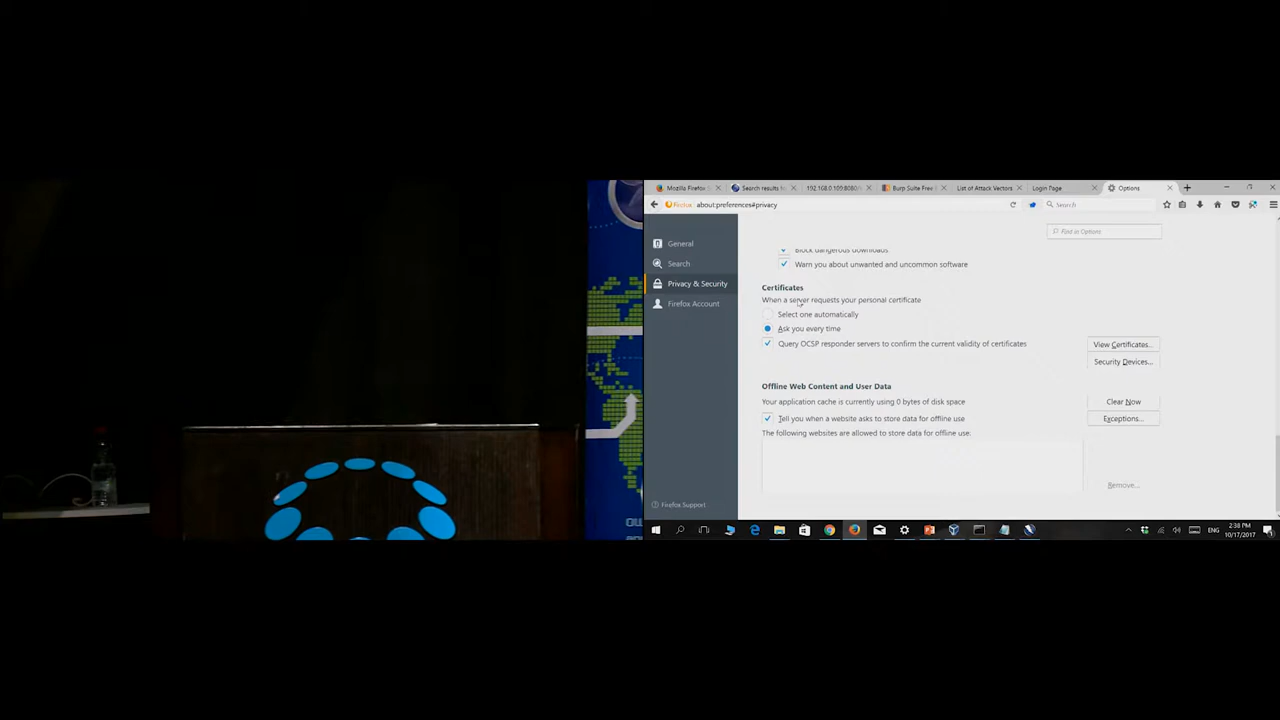 Mozilla Firefox S
Search results fo
192.168.0.109:8080/
Burp Suite Free
List of Attack Vectors
Login Page
Options
Firefox
about:preferences#privacy
Search
Find in Options
General
Search
Privacy & Security
Firefox Account
Firefox Support
Block dangerous downloads
Warn you about unwanted and uncommon software
Certificates
When a server requests your personal certificate
Select one automatically
Ask you every time
Query OCSP responder servers to confirm the current validity of certificates
View Certificates...
Security Devices...
Offline Web Content and User Data
Your application cache is currently using 0 bytes of disk space
Clear Now
Tell you when a website asks to store data for offline use
Exceptions...
The following websites are allowed to store data for offline use:
Remove...
ENG
2:38 PM
10/17/2017